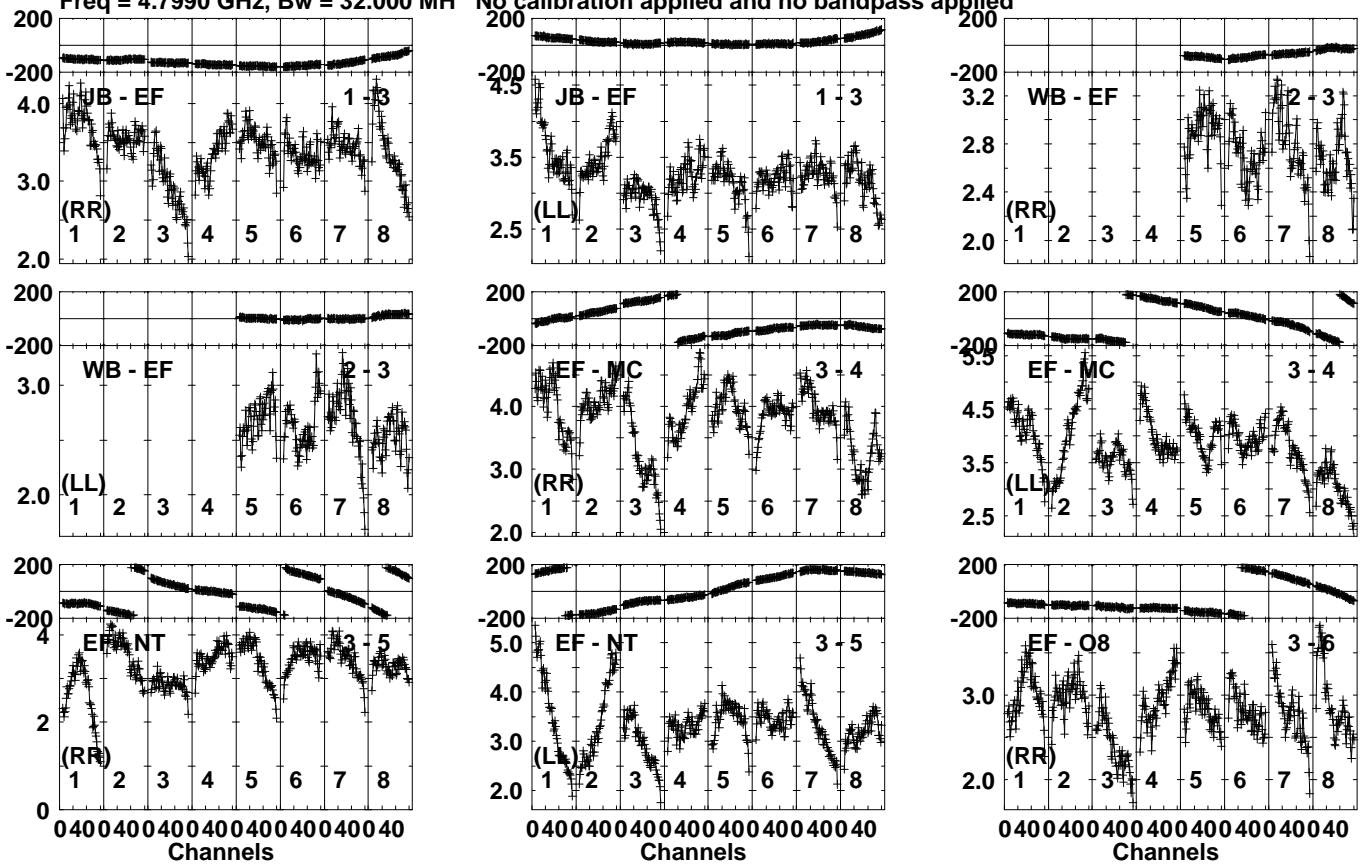 Freq = 4.7990 GHz, Bw = 32.000 MH No calibration applied and no bandpass applied
200 200 200
-200 -200 -200
4.0 JB - EF 1 - 3
3.0
(RR)
1 2 3 4 5 6 7 8
2.0
4.5 JB - EF 1 - 3
3.5
(LL)
2.5
1 2 3 4 5 6 7 8
3.2 WB - EF 2 - 3
2.8
2.4
(RR)
2.0
1 2 3 4 5 6 7 8
200 200 200
-200 -200 -200
WB - EF 2 - 3
3.0
2.0
(LL)
1 2 3 4 5 6 7 8
EF - MC 3 - 4
4.0
3.0
(RR)
1 2 3 4 5 6 7 8
2.0
5.5 EF - MC 3 - 4
4.5
3.5
(LL)
2.5
1 2 3 4 5 6 7 8
200 200 200
-200 -200 -200
4 EF - NT 3 - 5
2
(RR)
1 2 3 4 5 6 7 8
0
5.0 EF - NT 3 - 5
4.0
3.0
(LL)
1 2 3 4 5 6 7 8
2.0
EF - O8 3 - 6
3.0
(RR)
2.0
1 2 3 4 5 6 7 8
0 40 0 40 0 40 0 40 0 40 0 40 0 40 0 40
Channels
0 40 0 40 0 40 0 40 0 40 0 40 0 40 0 40
Channels
0 40 0 40 0 40 0 40 0 40 0 40 0 40 0 40
Channels